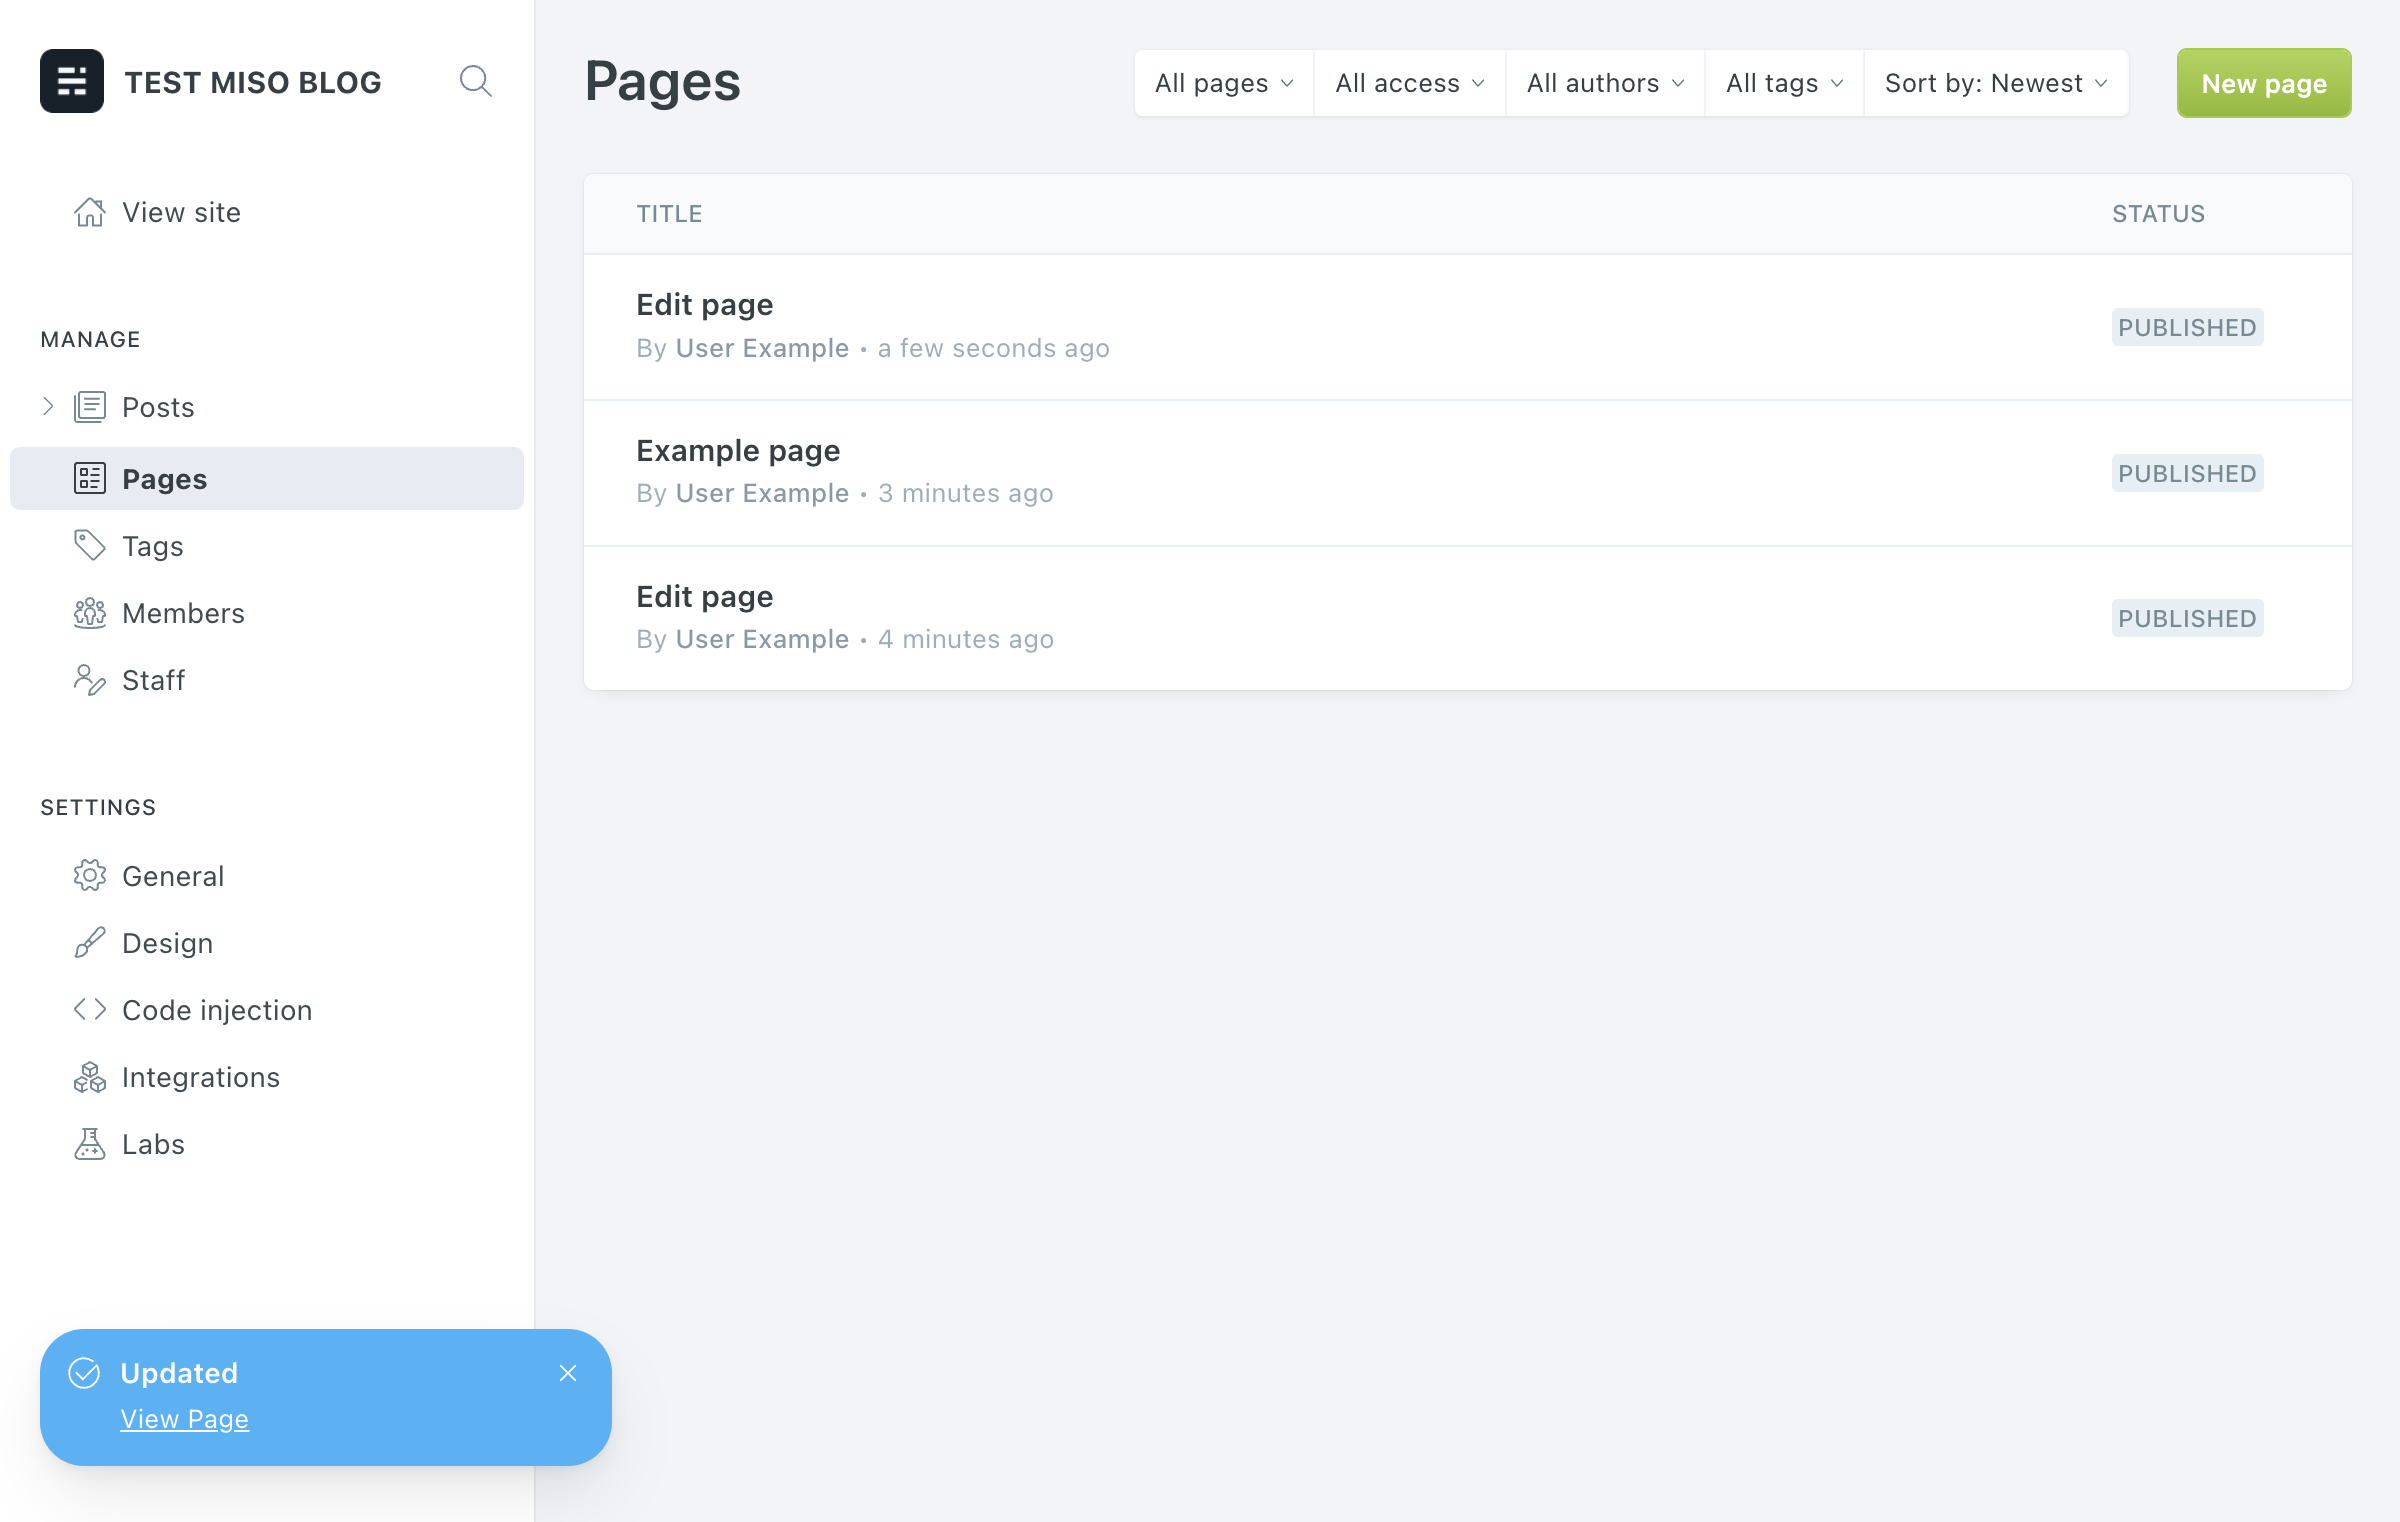 TEST MISO BLOG
View site
MANAGE
Posts
Pages
Tags
Members
Staff
SETTINGS
General
Design
Code injection
Integrations
Labs
Updated
View Page
Pages
All pages
All access
All authors
All tags
Sort by: Newest
New page
TITLE
STATUS
Edit page
By User Example • a few seconds ago
PUBLISHED
Example page
By User Example • 3 minutes ago
PUBLISHED
Edit page
By User Example • 4 minutes ago
PUBLISHED